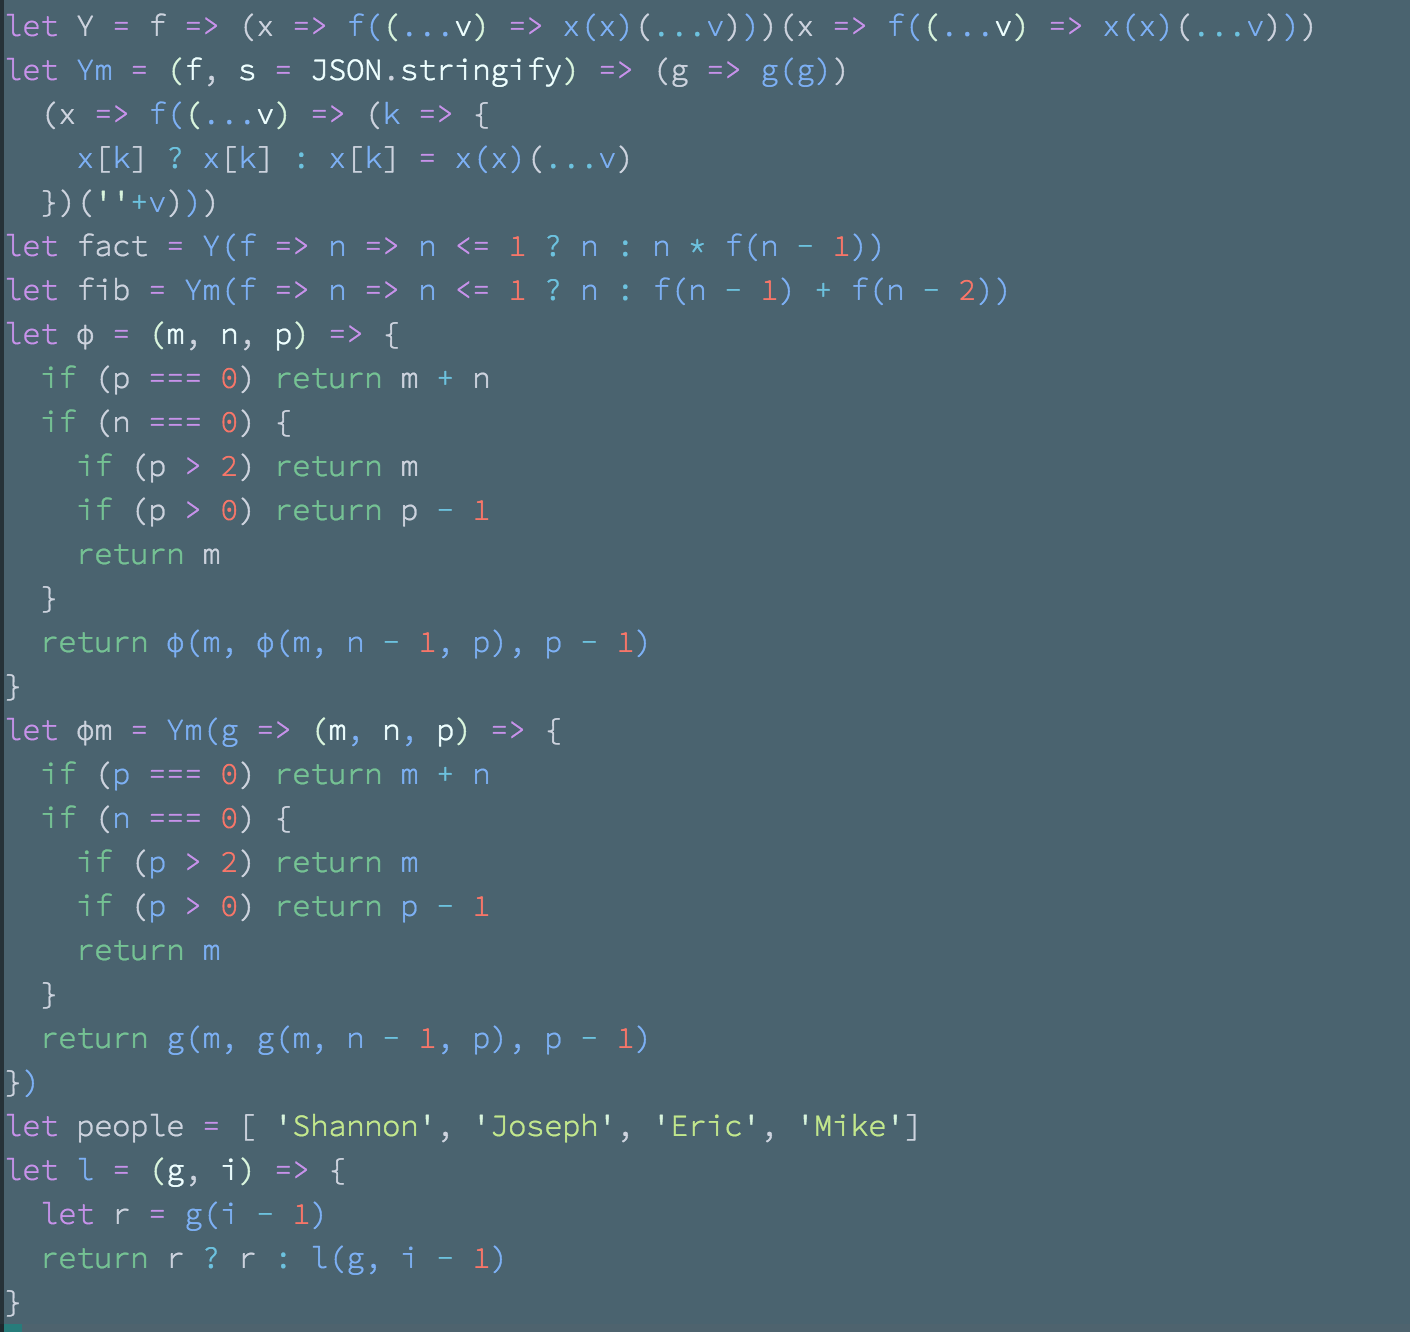 let Y = f => (x => f((...v) => x(x)(...v)))(x => f((...v) => x(x)(...v)))
let Ym = (f, s = JSON.stringify) => (g => g(g))
  (x => f((...v) => (k => {
    x[k] ? x[k] : x[k] = x(x)(...v)
  })(''+v)))
let fact = Y(f => n => n <= 1 ? n : n * f(n - 1))
let fib = Ym(f => n => n <= 1 ? n : f(n - 1) + f(n - 2))
let ϕ = (m, n, p) => {
  if (p === 0) return m + n
  if (n === 0) {
    if (p > 2) return m
    if (p > 0) return p - 1
    return m
  }
  return ϕ(m, ϕ(m, n - 1, p), p - 1)
}
let ϕm = Ym(g => (m, n, p) => {
  if (p === 0) return m + n
  if (n === 0) {
    if (p > 2) return m
    if (p > 0) return p - 1
    return m
  }
  return g(m, g(m, n - 1, p), p - 1)
})
let people = [ 'Shannon', 'Joseph', 'Eric', 'Mike']
let l = (g, i) => {
  let r = g(i - 1)
  return r ? r : l(g, i - 1)
}